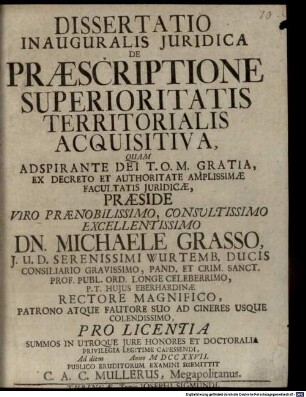 DISSERTATIO
INAUGURALIS JURIDICA
DE
PRÆSCRIPTIONE
SUPERIORITATIS
TERRITORIALIS
ACQUISITIVA,
QUAM
ADSPIRANTE DEI T.O.M. GRATIA,
EX DECRETO ET AUTHORITATE AMPLISSIMÆ
FACULTATIS JURIDICÆ,
PRÆSIDE
VIRO PRÆNOBILISSIMO, CONSULTISSIMO
EXCELLENTISSIMO
DN. MICHAELE GRASSO,
J. U. D. SERENISSIMI WURTEMB. DUCIS
CONSILIARIO GRAVISSIMO, PAND. ET CRIM. SANCT.
PROF. PUBL. ORD. LONGE CELEBERRIMO,
P.T. HUJUS EBERHARDINÆ
RECTORE MAGNIFICO,
PATRONO ATQUE FAUTORE SUO AD CINERES USQUE
COLENDISSIMO,
PRO LICENTIA
SUMMOS IN UTROQUE JURE HONORES ET DOCTORALIA
PRIVILEGIA LEGITIME CAPESSENDI,
Ad diem Anno MDCCXXVII.
PUBLICO ERUDITORUM EXAMINI SUBMITTIT
C. A. C. MULLERUS, Megapolitanus.
JOSEPHI SIGMUNDI.